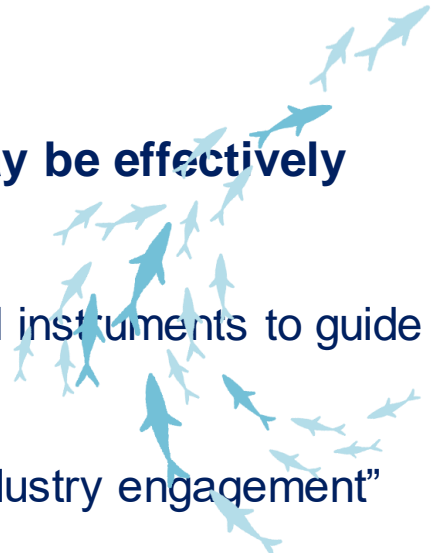 y be effectively
instruments to guide
lustry engagement”